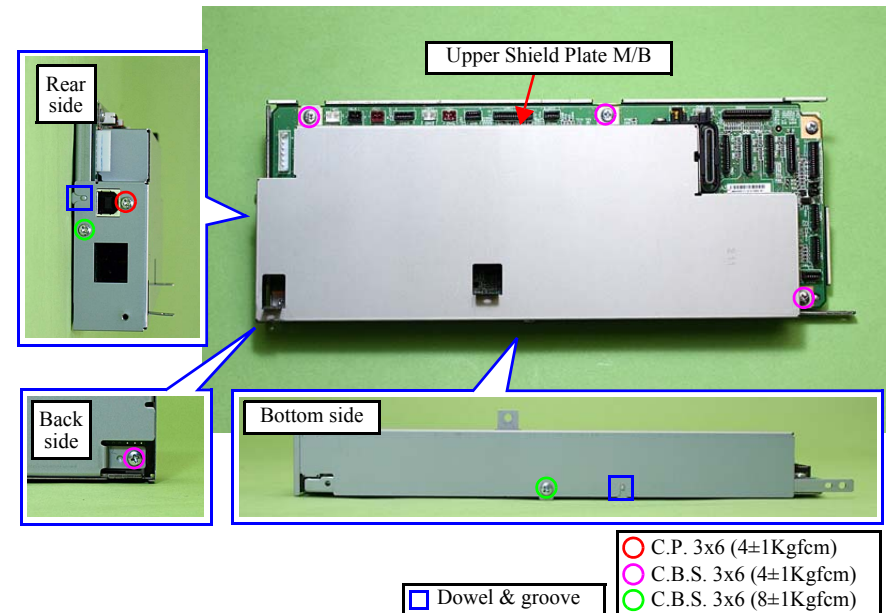 Upper Shield Plate M/B
Rear
side
Back
side
Bottom side
Dowel & groove
C.P. 3x6 (4±1Kgfcm)
C.B.S. 3x6 (4±1Kgfcm)
C.B.S. 3x6 (8±1Kgfcm)